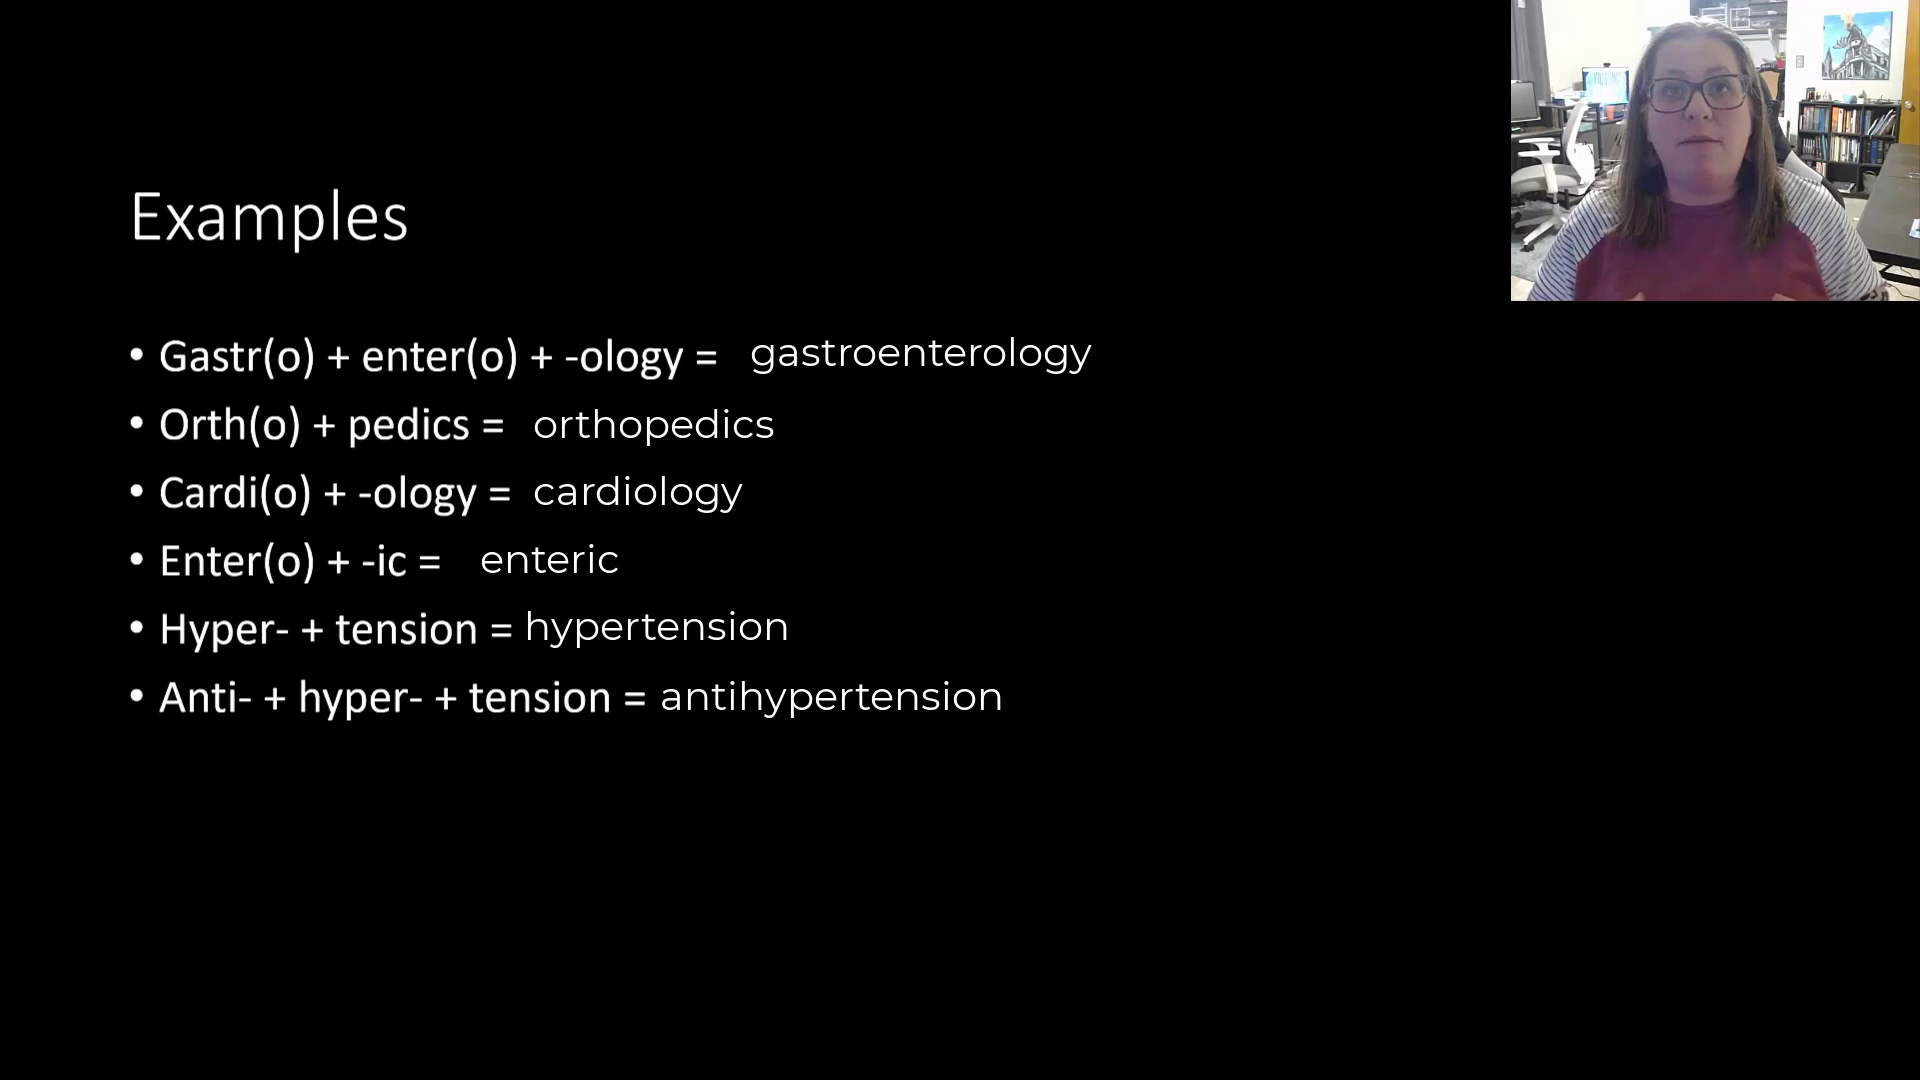 Examples
• Gastr(o) + enter(o) + -ology = gastroenterology
• Orth(o) + pedics = orthopedics
• Cardi(o) + -ology = cardiology
• Enter(o) + -ic = enteric
• Hyper- + tension = hypertension
• Anti- + hyper- + tension = antihypertension